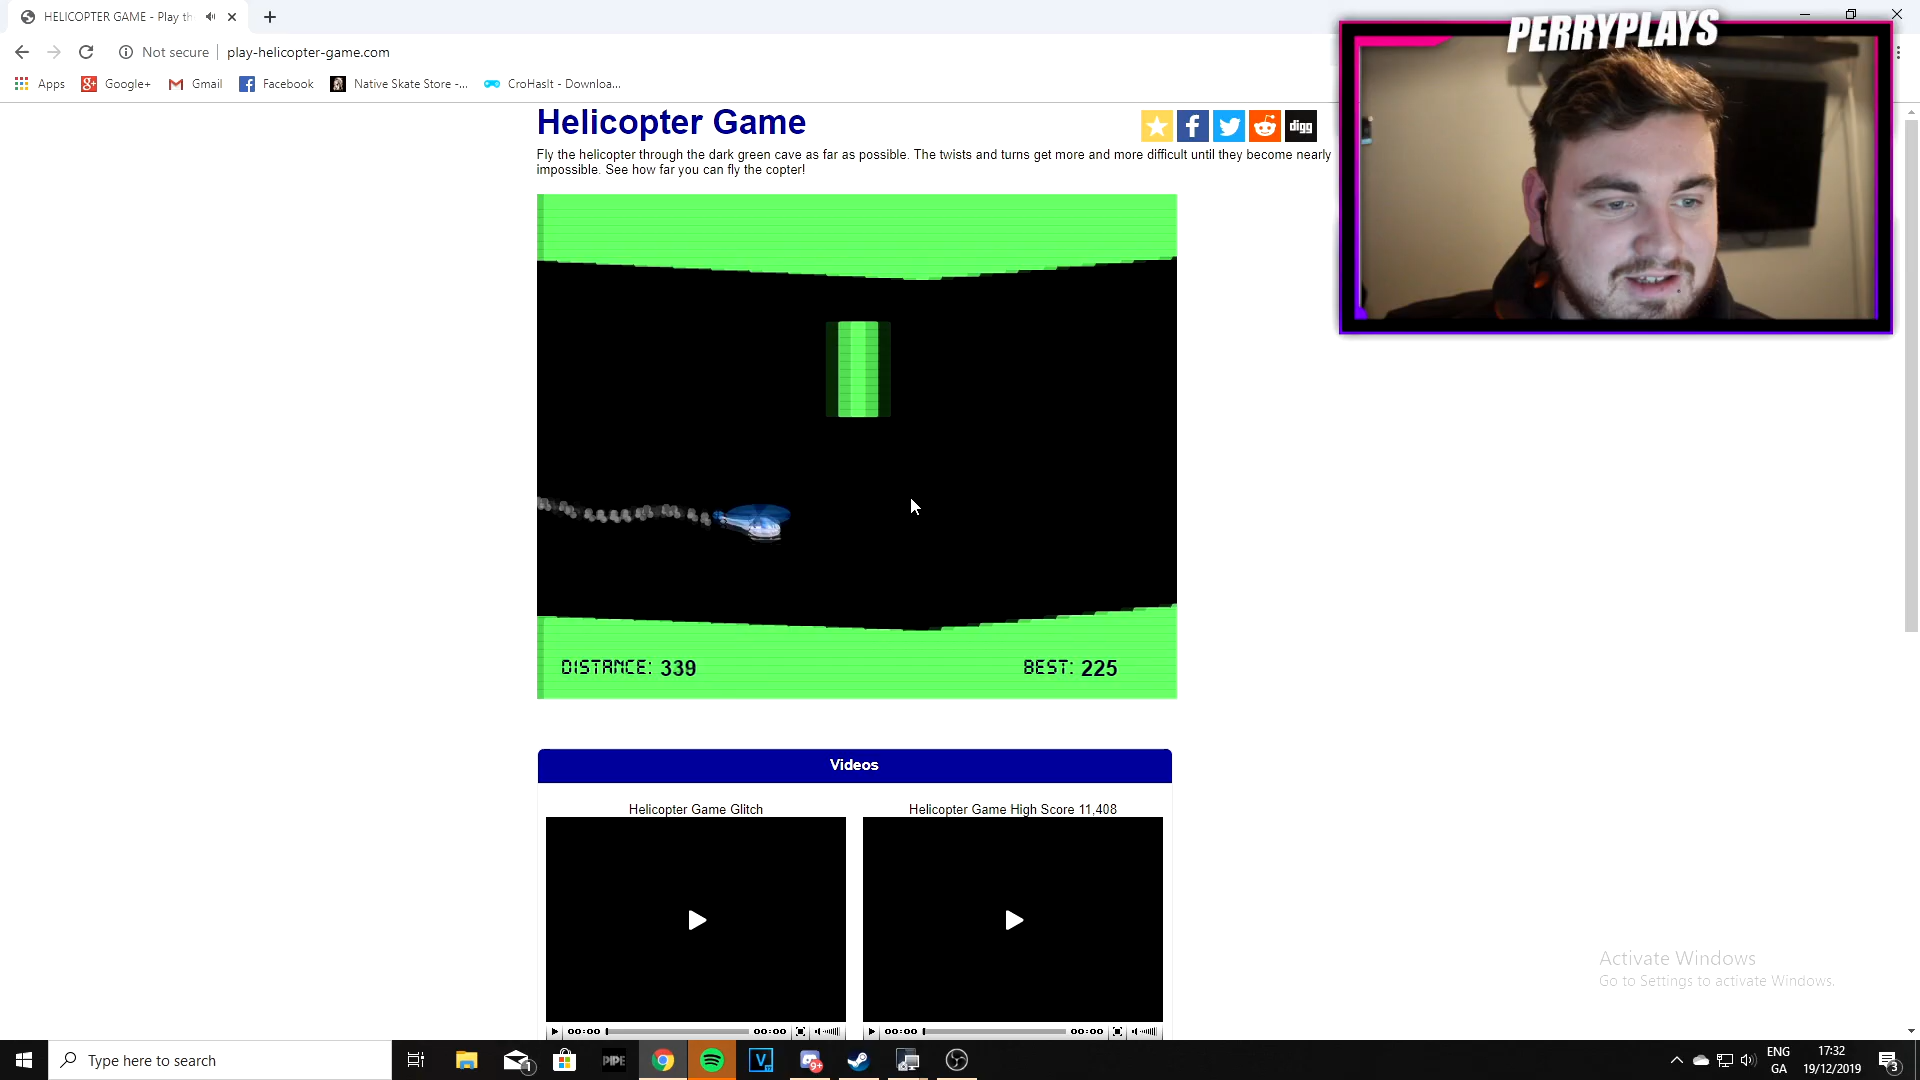 HELICOPTER GAME - Play th
Not secure
play-helicopter-game.com
Apps
Google+
Gmail
Facebook
Native Skate Store -...
CroHasIt - Downloa...
PERRYPLAYS
Helicopter Game
digg
Fly the helicopter through the dark green cave as far as possible. The twists and turns get more and more difficult until they become nearly
impossible. See how far you can fly the copter!
DISTANCE: 339
BEST: 225
Videos
Helicopter Game Glitch
Helicopter Game High Score 11,408
00:00
00:00
00:00
00:00
Activate Windows
Go to Settings to activate Windows.
Type here to search
1
PIPE
V
9+
ENG
GA
17:32
19/12/2019
3